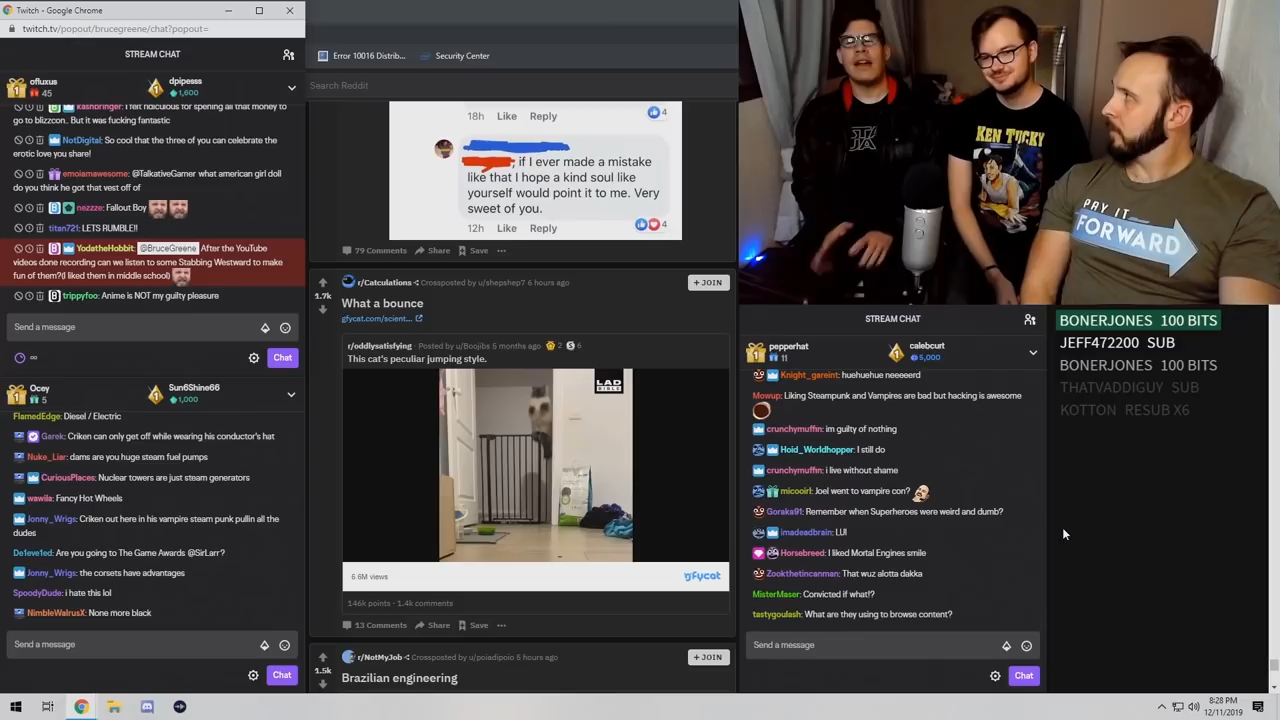 Twitch - Google Chrome
twitch.tv/popout/brucegreene/chat?popout=
STREAM CHAT
ofluxus
45
dpipesss
1,600
kashbringer: I felt ridiculous for spening all that money
to go to blizzcon.. But it was fucking fantastic
NotDigital: So cool that the three of you can celebrate the
erotic love you share!
emoiamawesome: @TalkativeGamer what american girl
doll do you think he got that vest off of
nezzze: Fallout Boy
titan721: LETS RUMBLE!!
YodatheHobbit: @BruceGreene After the YouTube
videos done recording can we listen to some Stabbing Westward to make
fun of them?(I liked them in middle school)
trippyfoo: Anime is NOT my guilty pleasure
Send a message
∞
Chat
Ocey
5
Sun6Shine66
1,000
FlamedEdge: Diesel / Electric
Garek: Criken can only get off while wearing his conductor's
hat
Nuke_Liar: dams are you huge steam fuel pumps
CuriousPlaces: Nuclear towers are just steam generators
wawila: Fancy Hot Wheels
Jonny_Wrigs: Criken out here in his vampire steam punk pullin all the
dudes
De1eve1ed: Are you going to The Game Awards @SirLarr?
Jonny_Wrigs: the corsets have advantages
SpoodyDude: i hate this lol
NimbleWalrusX: None more black
Send a message
Chat
Error 10016 Distrib...
Security Center
Search Reddit
18h Like Reply
4
if I ever made a mistake
like that I hope a kind soul like
yourself would point it to me. Very
sweet of you.
12h Like Reply
4
79 Comments Share Save ...
1.7k
r/Catculations Crossposted by u/shepshep7 6 hours ago
+ JOIN
What a bounce
gfycat.com/scient...
r/oddlysatisfying Posted by u/Boojibs 5 months ago 2 6
This cat's peculiar jumping style.
LAD
BIBLE
6.6M views
gfycat
146k points · 1.4k comments
13 Comments Share Save ...
1.5k
r/NotMyJob Crossposted by u/poiadipoio 5 hours ago
+ JOIN
Brazilian engineering
KEN TUCKY
PAY IT
FORWARD
STREAM CHAT
pepperhat
11
calebcurt
5,000
Knight_gareint: huehuehue neeeerd
Mowup: Liking Steampunk and Vampires are bad but hacking is awesome
crunchymuffin: im guilty of nothing
Hoid_Worldhopper: I still do
crunchymuffin: i live without shame
micooirl: Joel went to vampire con?
Goraka91: Remember when Superheroes were weird and dumb?
imadeadbrain: LUl
Horsebreed: I liked Mortal Engines smile
Zookthetincanman: That wuz alotta dakka
MisterMaser: Convicted if what!?
tastygoulash: What are they using to browse content?
Send a message
Chat
BONERJONES 100 BITS
JEFF472200 SUB
BONERJONES 100 BITS
THATVADDIGUY SUB
KOTTON RESUB X6
8:28 PM
12/11/2019